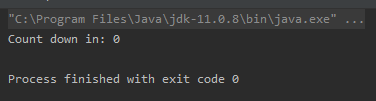 "C:\Program Files\Java\jdk-11.0.8\bin\java.exe" ...
Count down in: 0
Process finished with exit code 0